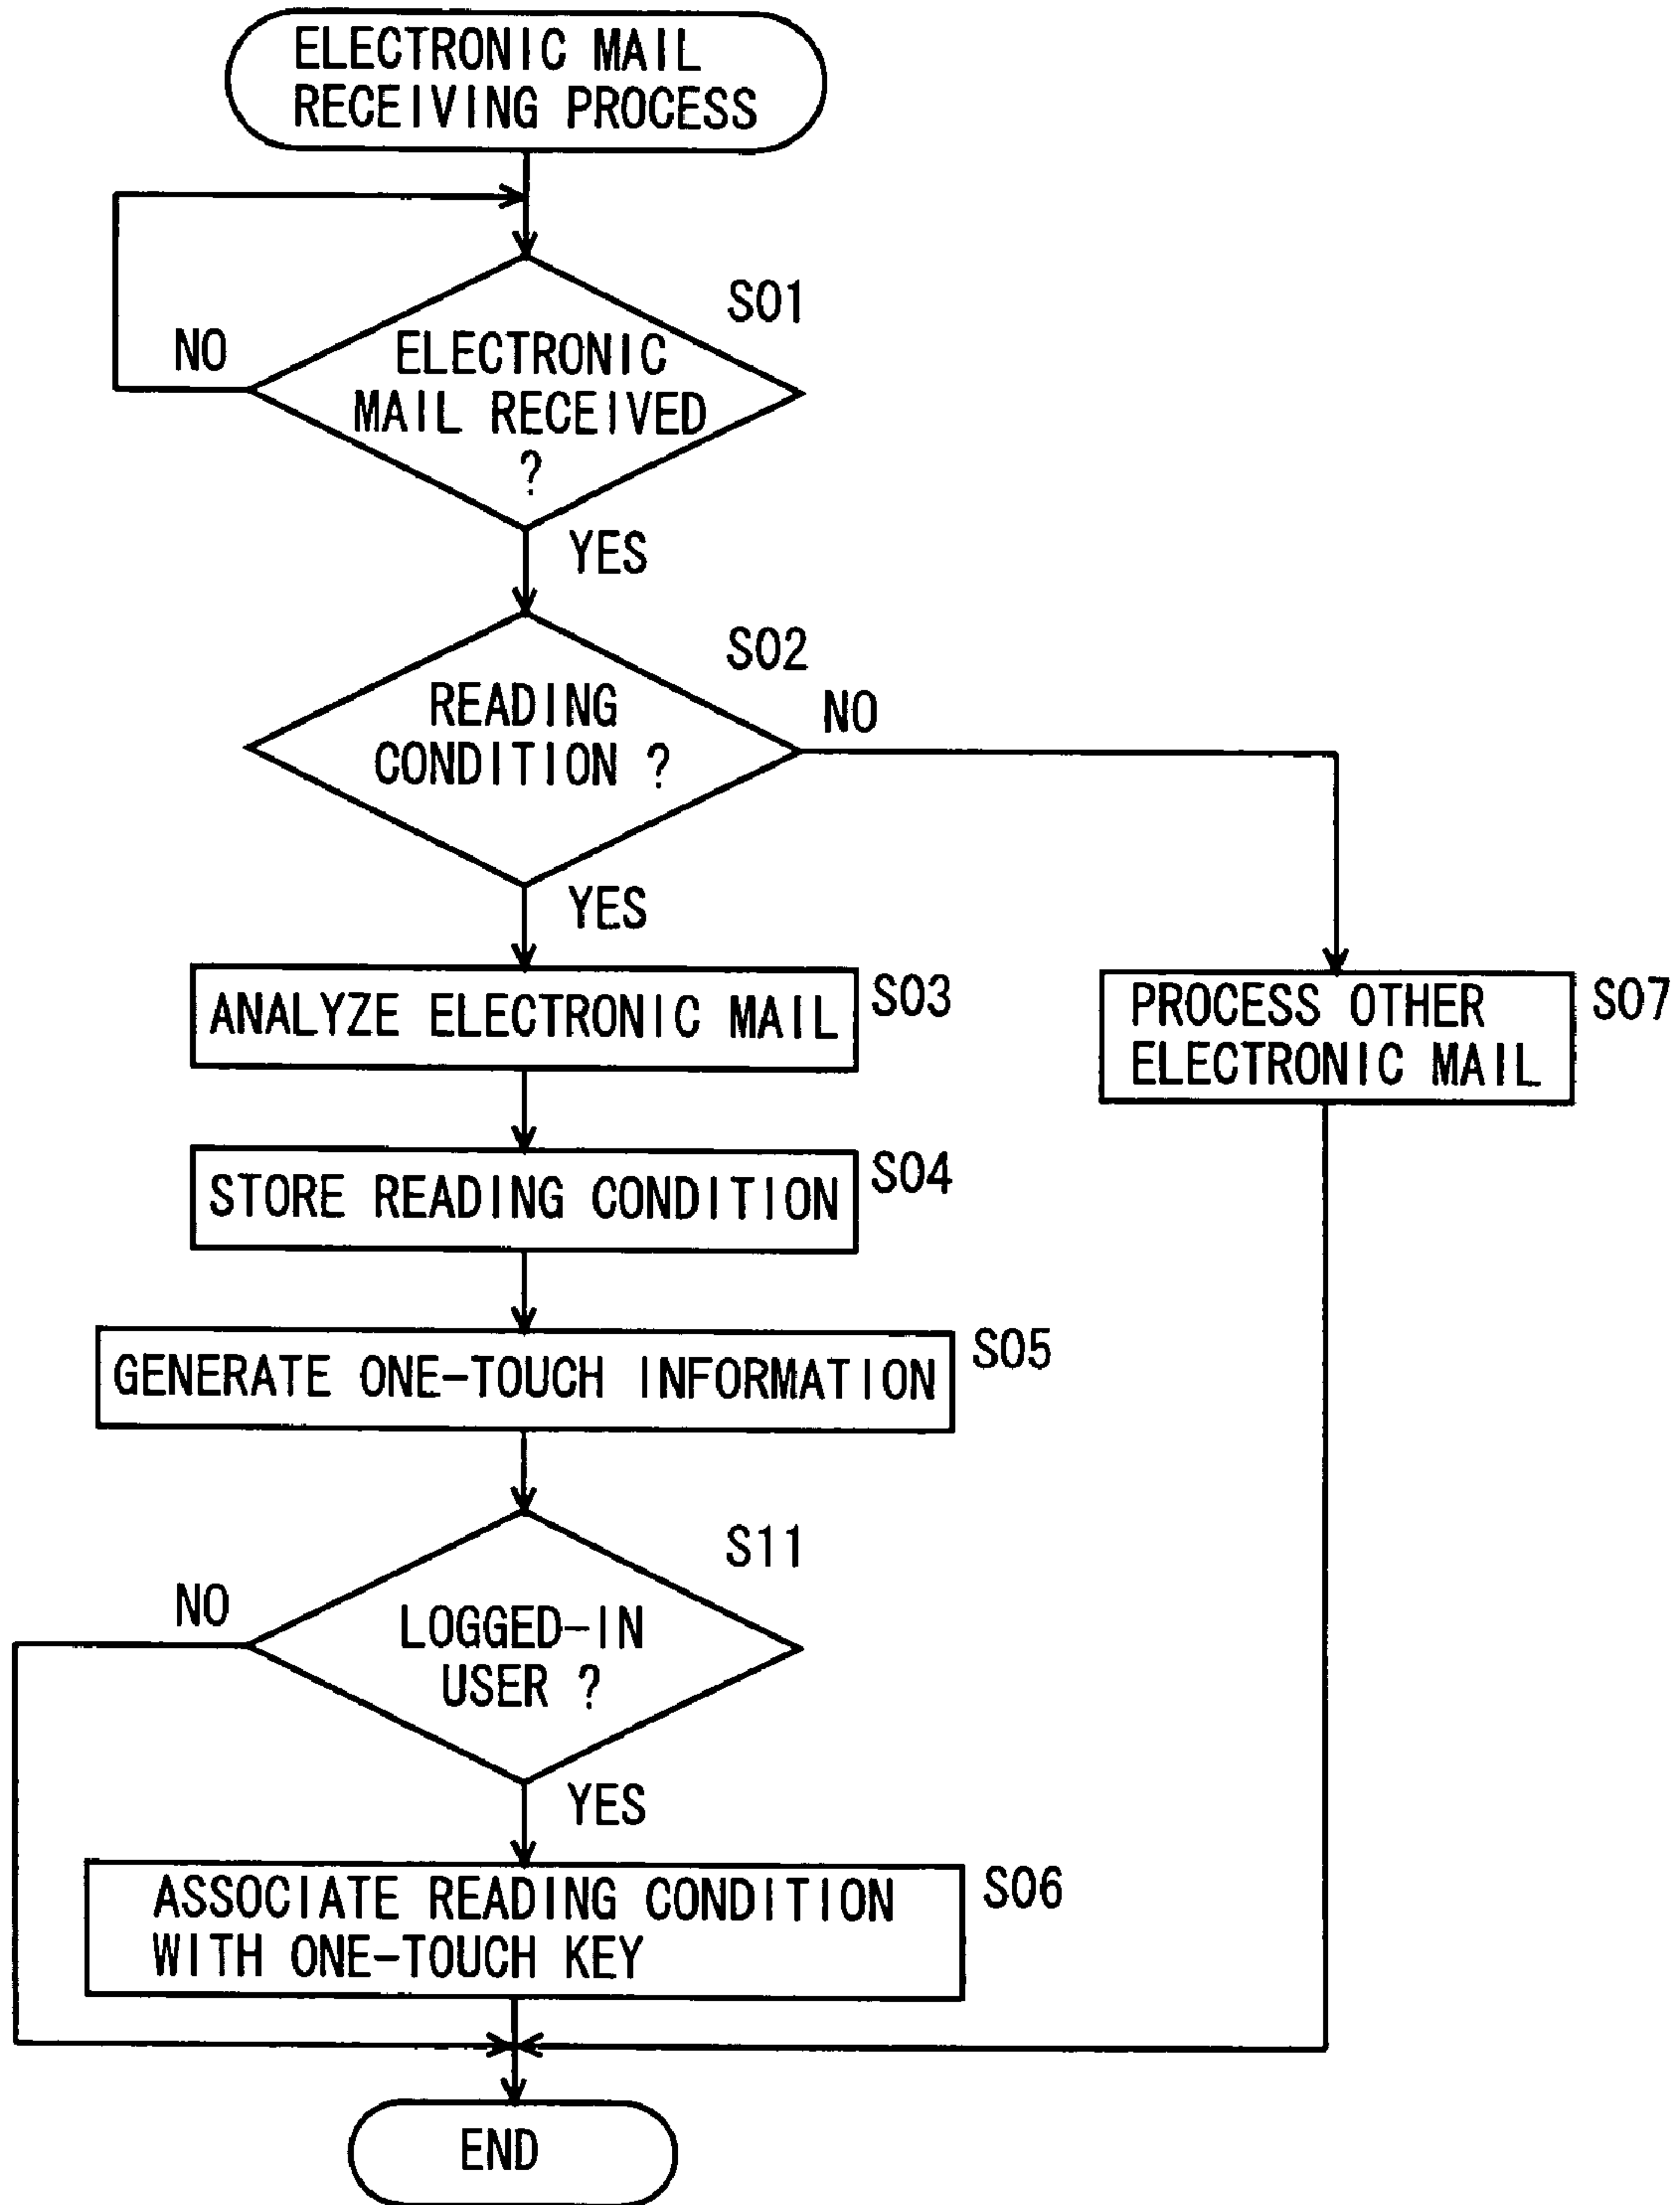 ELECTRONIC MAIL
RECEIVING PROCESS
S01
NO
ELECTRONIC
MAIL RECEIVED
?
YES
S02
READING
CONDITION ?
NO
YES
ANALYZE ELECTRONIC MAIL
S03
PROCESS OTHER
ELECTRONIC MAIL
S07
STORE READING CONDITION
S04
GENERATE ONE-TOUCH INFORMATION
S05
S11
NO
LOGGED-IN
USER ?
YES
ASSOCIATE READING CONDITION
WITH ONE-TOUCH KEY
S06
END